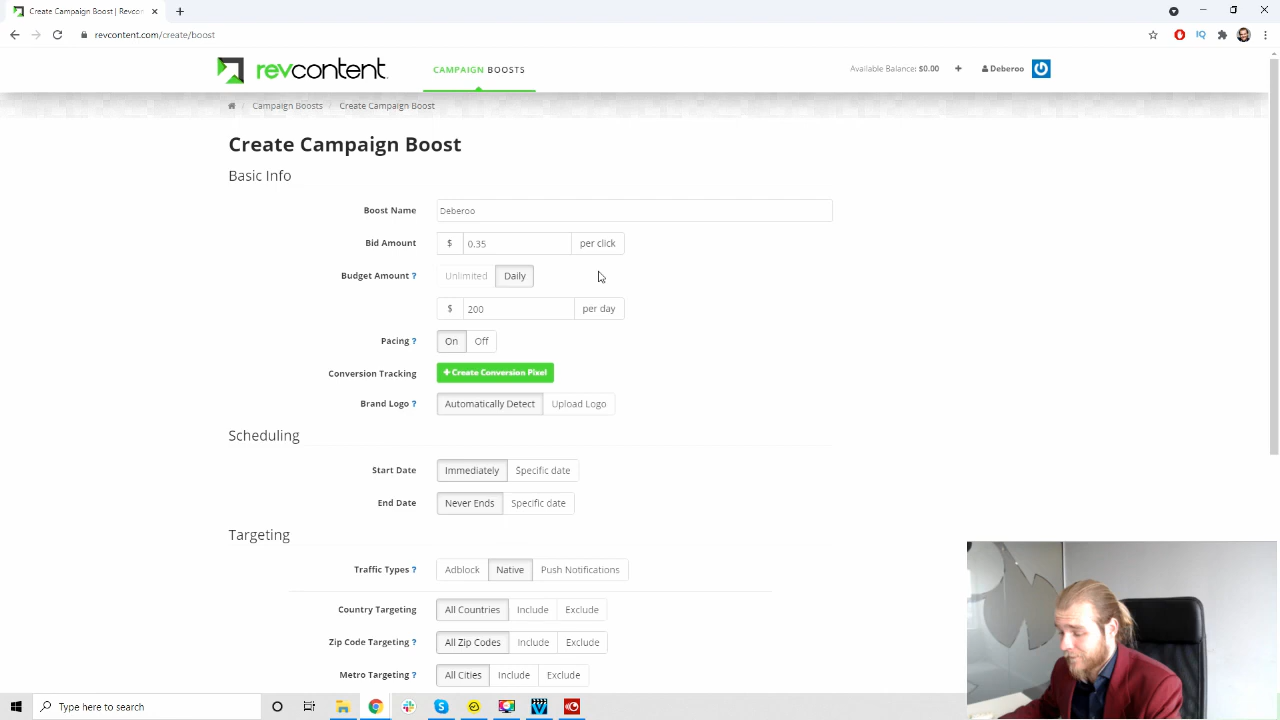 Create Campaign Boost | Revcon
revcontent.com/create/boost
revcontent
CAMPAIGN BOOSTS
Available Balance: $0.00
Deberoo
Campaign Boosts / Create Campaign Boost
Create Campaign Boost
Basic Info
Boost Name
Deberoo
Bid Amount
$ 0.35 per click
Budget Amount ?
Unlimited Daily
$ 200 per day
Pacing ?
On Off
Conversion Tracking
+ Create Conversion Pixel
Brand Logo ?
Automatically Detect Upload Logo
Scheduling
Start Date
Immediately Specific date
End Date
Never Ends Specific date
Targeting
Traffic Types ?
Adblock Native Push Notifications
Country Targeting
All Countries Include Exclude
Zip Code Targeting ?
All Zip Codes Include Exclude
Metro Targeting ?
All Cities Include Exclude
Type here to search